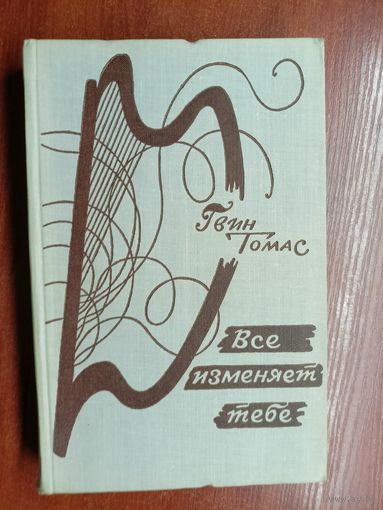 Гвин
Томас
Все
изменяет
тебе